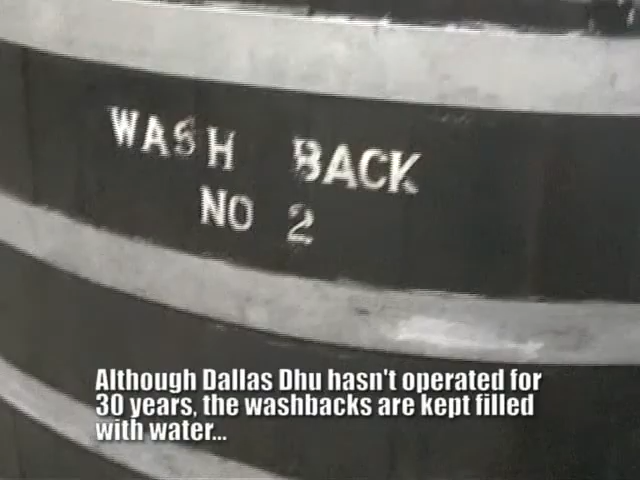 WASH BACK
NO 2
Although Dallas Dhu hasn't operated for
30 years, the washbacks are kept filled
with water...